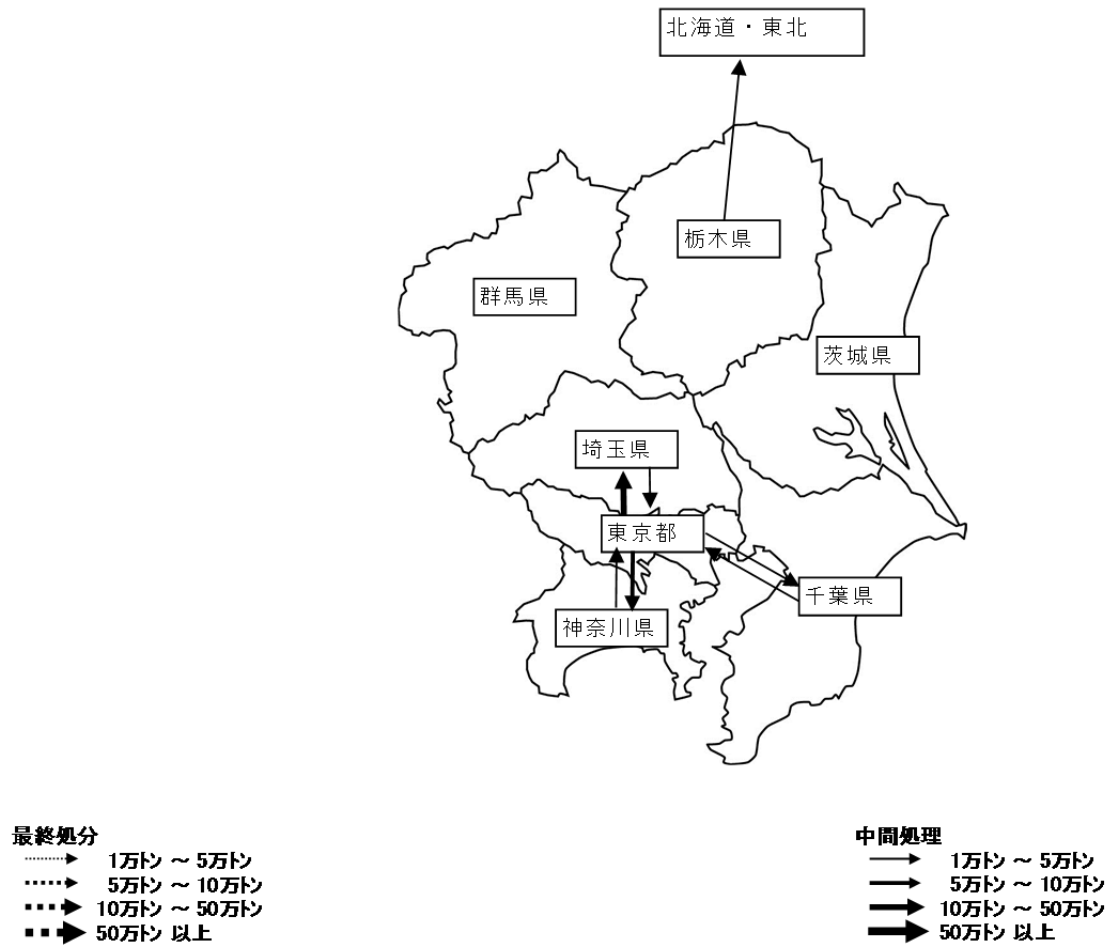 北海道・東北
栃木県
群馬県
茨城県
埼玉県
東京都
千葉県
神奈川県
最終処分
1万トン ～ 5万トン
5万トン ～ 10万トン
10万トン ～ 50万トン
50万トン 以上
中間処理
1万トン ～ 5万トン
5万トン ～ 10万トン
10万トン ～ 50万トン
50万トン 以上